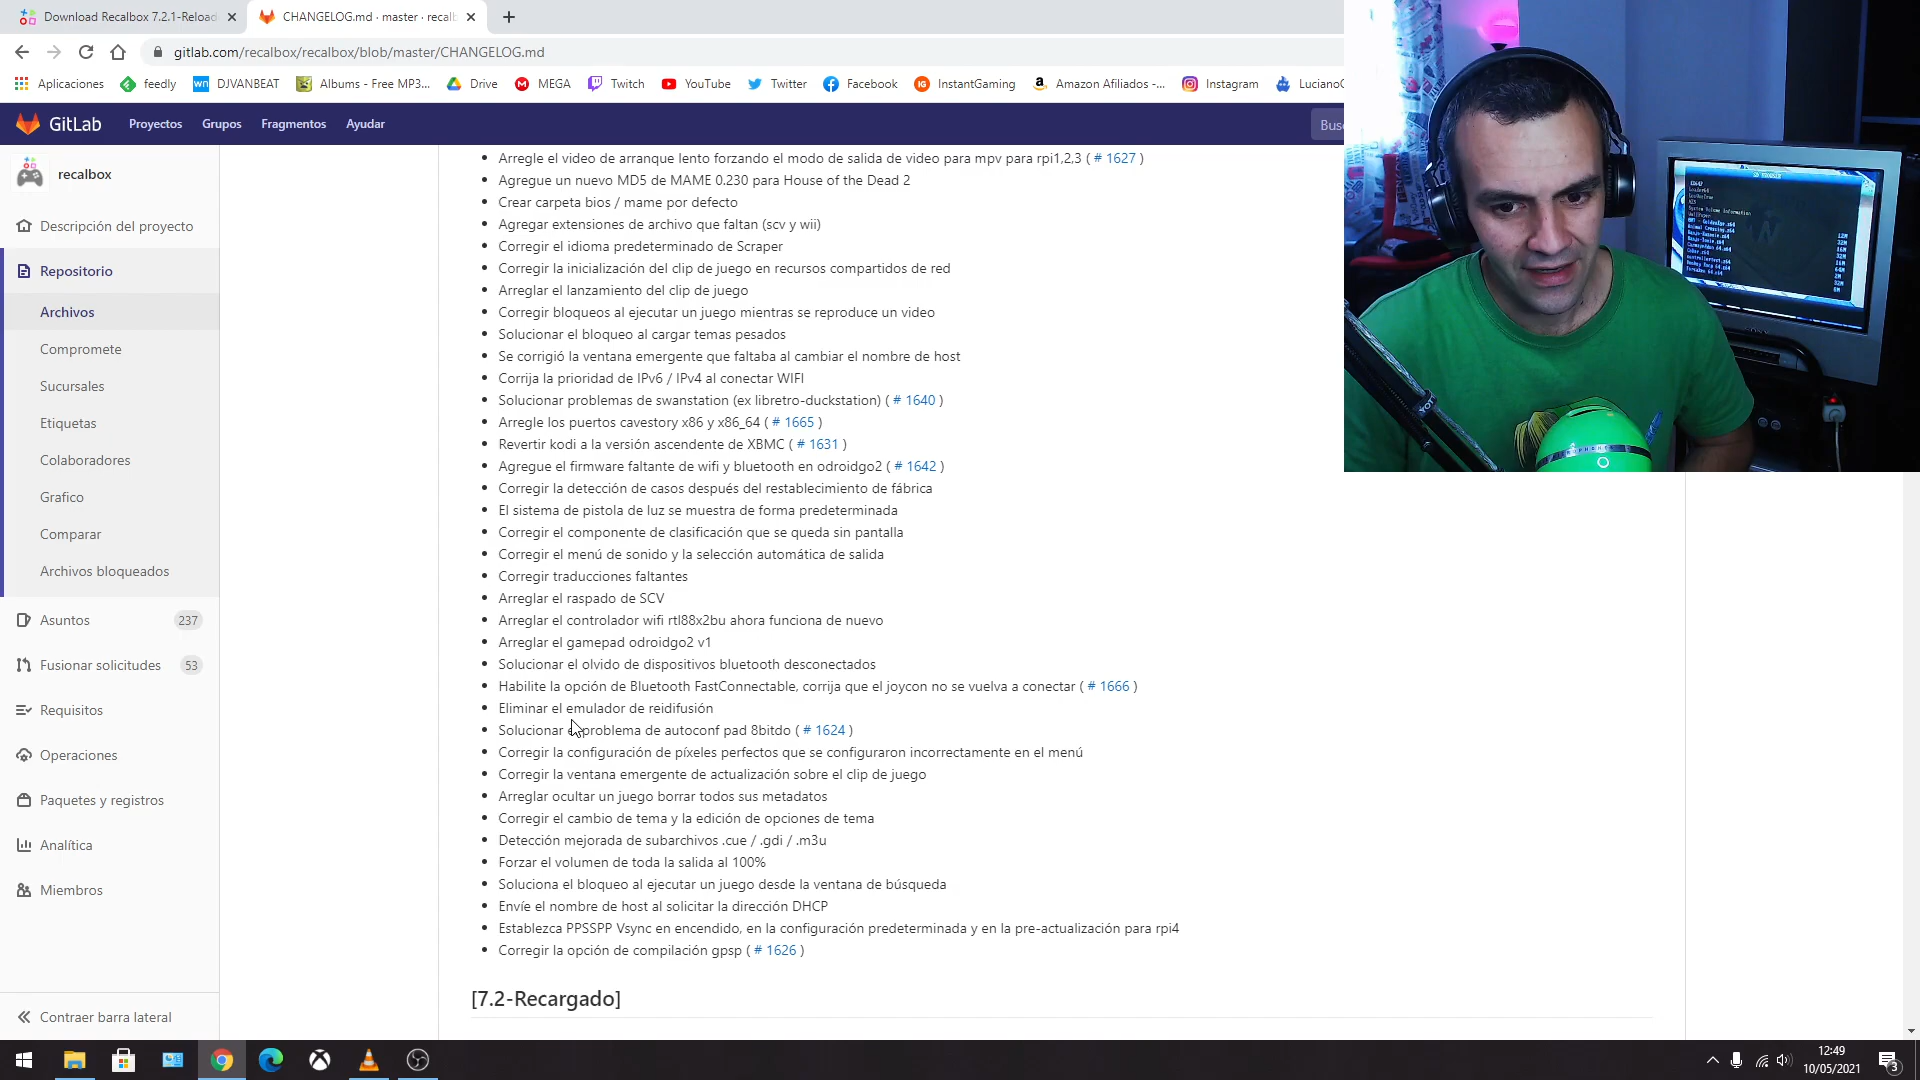 Download Recalbox 7.2.1-Reload
CHANGELOG.md · master · recalb
gitlab.com/recalbox/recalbox/blob/master/CHANGELOG.md
Aplicaciones
feedly
DJVANBEAT
Albums - Free MP3...
Drive
MEGA
Twitch
YouTube
Twitter
Facebook
InstantGaming
Amazon Afiliados -...
Instagram
GitLab
Proyectos
Grupos
Fragmentos
Ayudar
recalbox
Descripción del proyecto
Repositorio
Archivos
Compromete
Sucursales
Etiquetas
Colaboradores
Grafico
Comparar
Archivos bloqueados
Asuntos 237
Fusionar solicitudes 53
Requisitos
Operaciones
Paquetes y registros
Analítica
Miembros
Contraer barra lateral
Arregle el video de arranque lento forzando el modo de salida de video para mpv para rpi1,2,3 ( # 1627 )
Agregue un nuevo MD5 de MAME 0.230 para House of the Dead 2
Crear carpeta bios / mame por defecto
Agregar extensiones de archivo que faltan (scv y wii)
Corregir el idioma predeterminado de Scraper
Corregir la inicialización del clip de juego en recursos compartidos de red
Arreglar el lanzamiento del clip de juego
Corregir bloqueos al ejecutar un juego mientras se reproduce un video
Solucionar el bloqueo al cargar temas pesados
Se corrigió la ventana emergente que faltaba al cambiar el nombre de host
Corrija la prioridad de IPv6 / IPv4 al conectar WIFI
Solucionar problemas de swanstation (ex libretro-duckstation) ( # 1640 )
Arregle los puertos cavestory x86 y x86_64 ( # 1665 )
Revertir kodi a la versión ascendente de XBMC ( # 1631 )
Agregue el firmware faltante de wifi y bluetooth en odroidgo2 ( # 1642 )
Corregir la detección de casos después del restablecimiento de fábrica
El sistema de pistola de luz se muestra de forma predeterminada
Corregir el componente de clasificación que se queda sin pantalla
Corregir el menú de sonido y la selección automática de salida
Corregir traducciones faltantes
Arreglar el raspado de SCV
Arreglar el controlador wifi rtl88x2bu ahora funciona de nuevo
Arreglar el gamepad odroidgo2 v1
Solucionar el olvido de dispositivos bluetooth desconectados
Habilite la opción de Bluetooth FastConnectable, corrija que el joycon no se vuelva a conectar ( # 1666 )
Eliminar el emulador de reidifusión
Solucionar problema de autoconf pad 8bitdo ( # 1624 )
Corregir la configuración de píxeles perfectos que se configuraron incorrectamente en el menú
Corregir la ventana emergente de actualización sobre el clip de juego
Arreglar ocultar un juego borrar todos sus metadatos
Corregir el cambio de tema y la edición de opciones de tema
Detección mejorada de subarchivos .cue / .gdi / .m3u
Forzar el volumen de toda la salida al 100%
Soluciona el bloqueo al ejecutar un juego desde la ventana de búsqueda
Envíe el nombre de host al solicitar la dirección DHCP
Establezca PPSSPP Vsync en encendido, en la configuración predeterminada y en la pre-actualización para rpi4
Corregir la opción de compilación gpsp ( # 1626 )
[7.2-Recargado]
12:49
10/05/2021
3